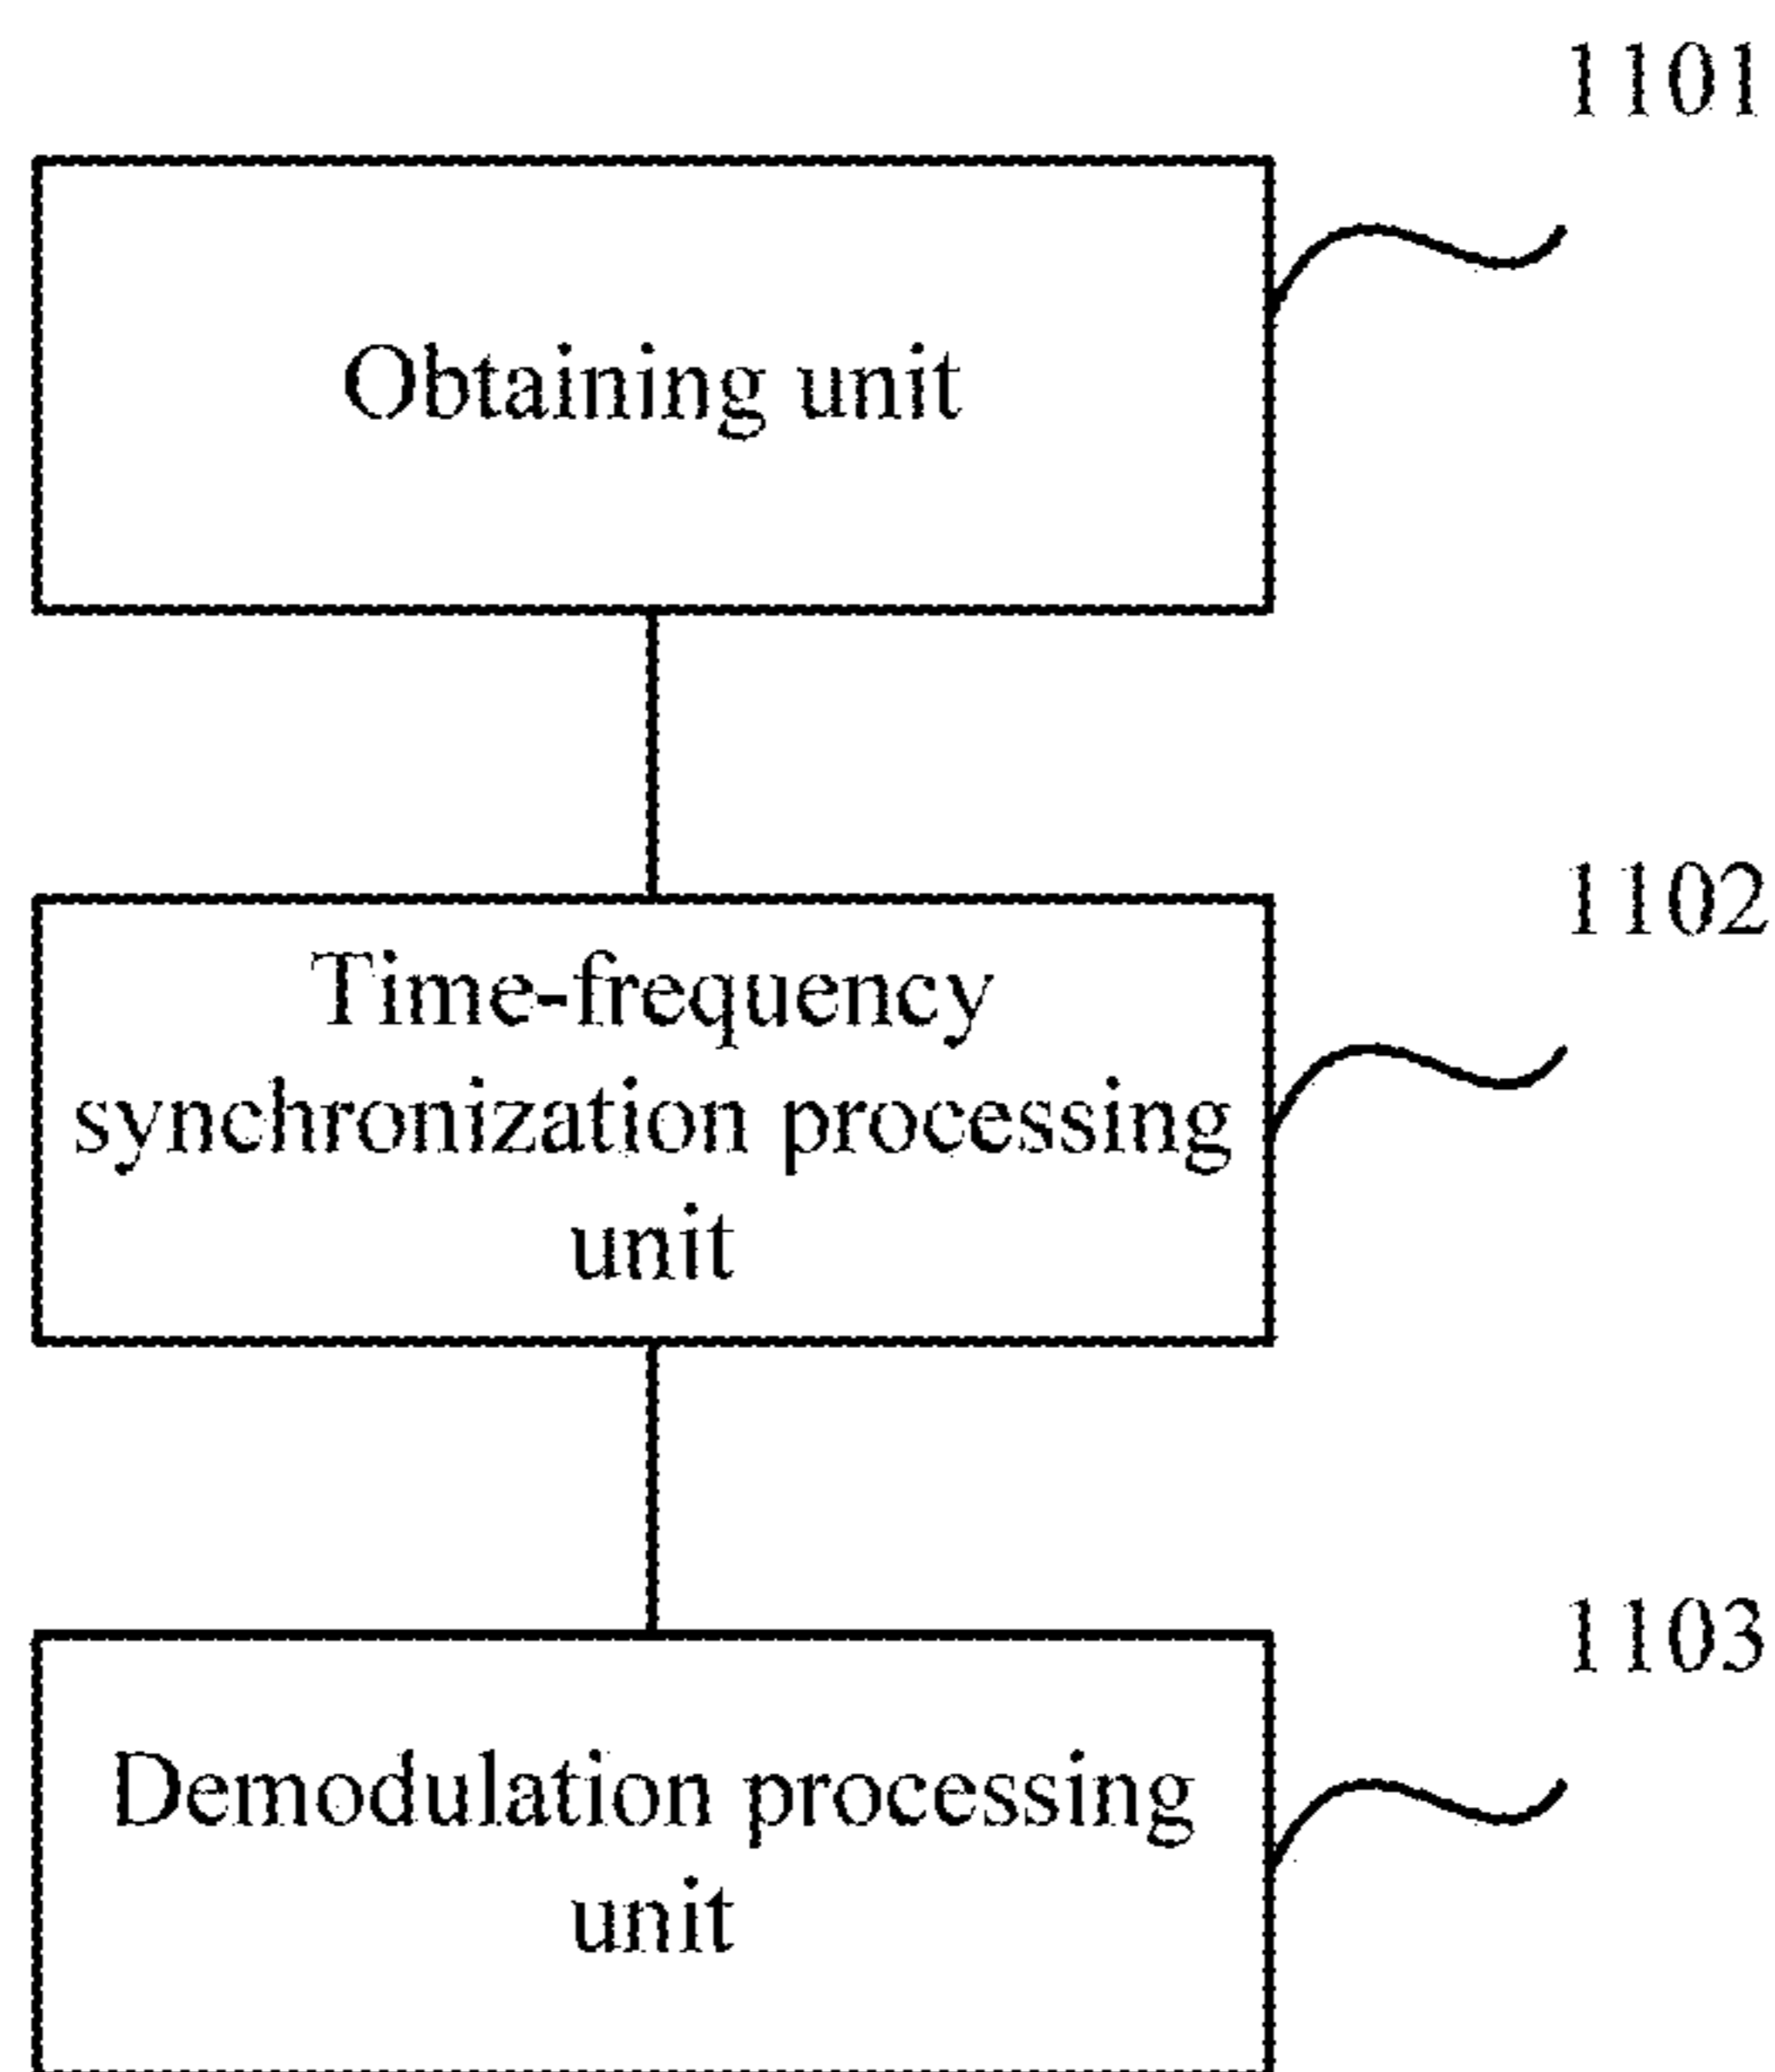 1101
Obtaining unit
1102
Time-frequency
synchronization processing
unit
1103
Demodulation processing
unit